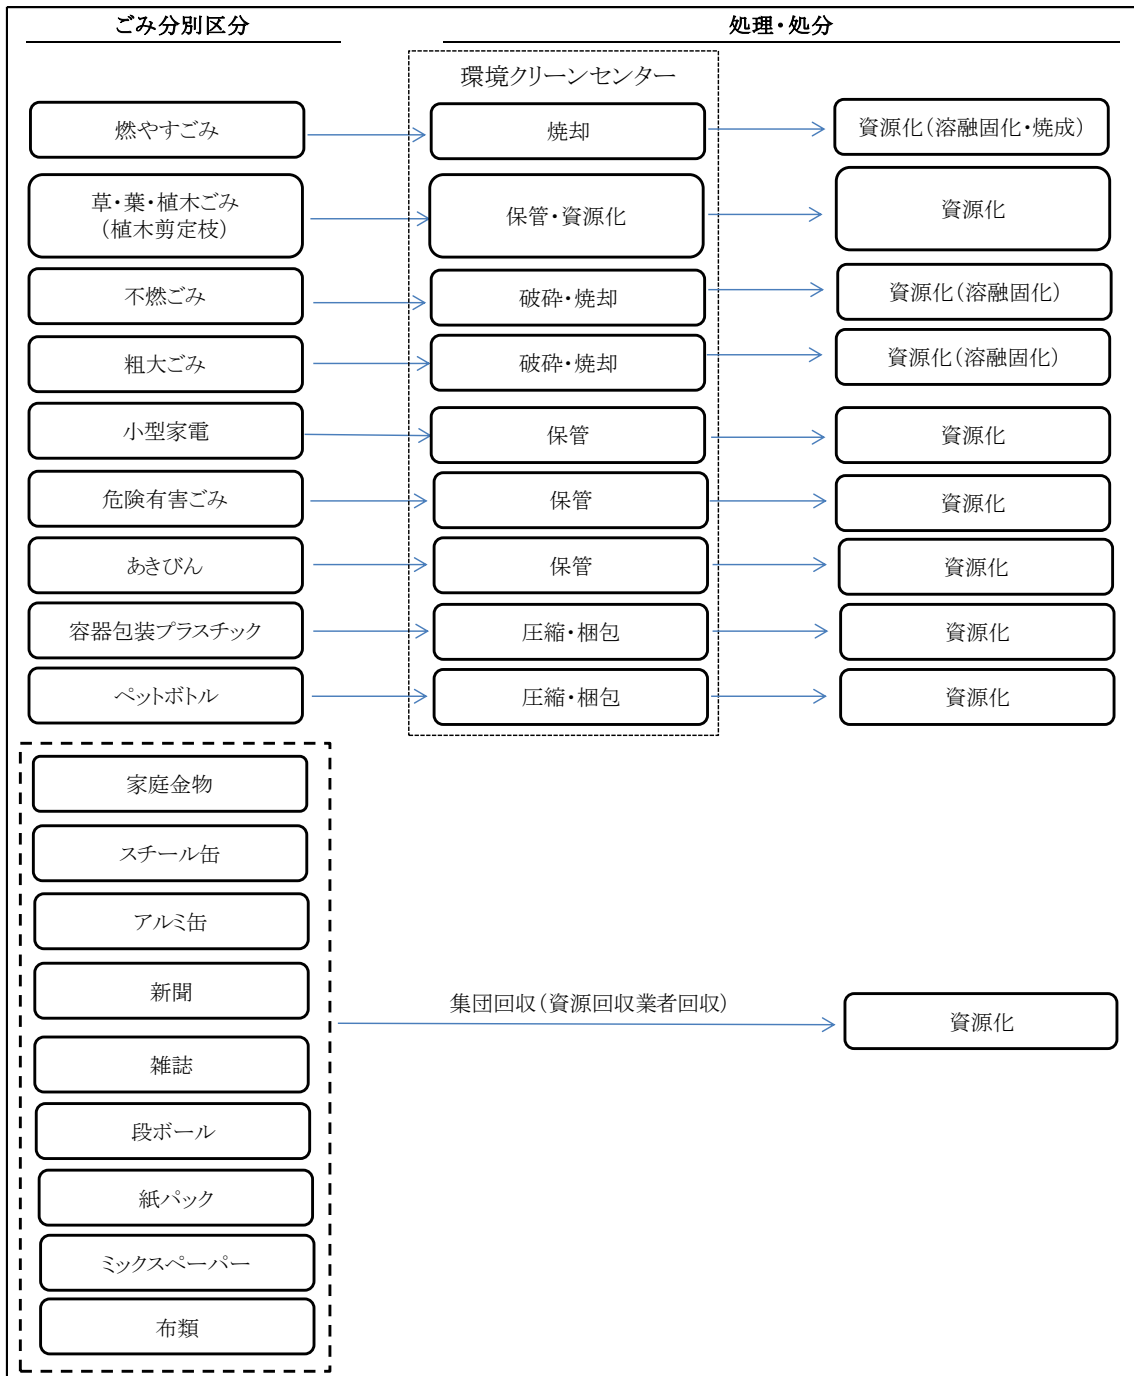 ごみ分別区分
処理・処分
環境クリーンセンター
燃やすごみ
焼却
資源化(溶融固化・焼成)
草・葉・植木ごみ
(植木剪定枝)
保管・資源化
資源化
不燃ごみ
破砕・焼却
資源化(溶融固化)
粗大ごみ
破砕・焼却
資源化(溶融固化)
小型家電
保管
資源化
危険有害ごみ
保管
資源化
あきびん
保管
資源化
容器包装プラスチック
圧縮・梱包
資源化
ペットボトル
圧縮・梱包
資源化
家庭金物
スチール缶
アルミ缶
新聞
集団回収(資源回収業者回収)
資源化
雑誌
段ボール
紙パック
ミックスペーパー
布類